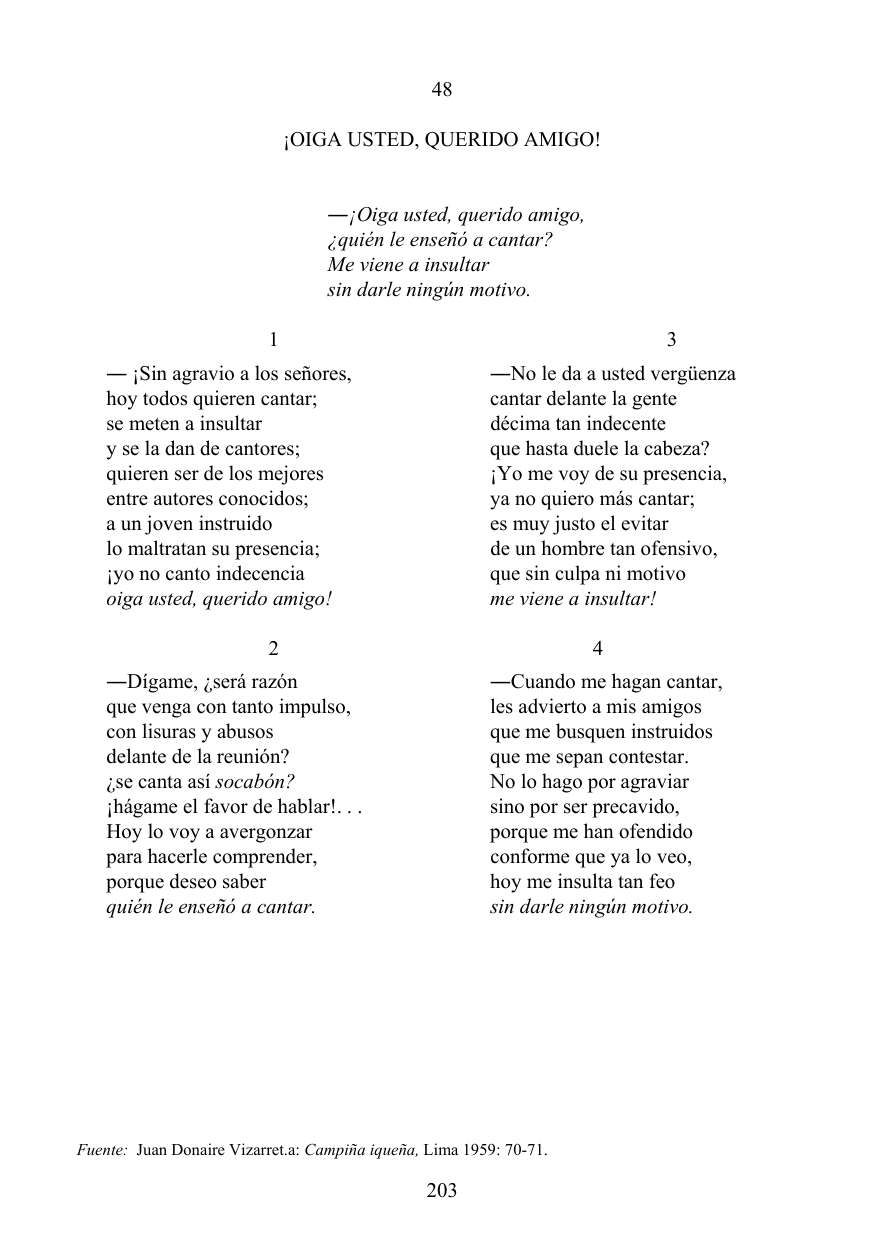 48
¡OIGA USTED, QUERIDO AMIGO!
―¡Oiga usted, querido amigo,
¿quién le enseñó a cantar?
Me viene a insultar
sin darle ningún motivo.
1
― ¡Sin agravio a los señores,
hoy todos quieren cantar;
se meten a insultar
y se la dan de cantores;
quieren ser de los mejores
entre autores conocidos;
a un joven instruido
lo maltratan su presencia;
¡yo no canto indecencia
oiga usted, querido amigo!
2
―Dígame, ¿será razón
que venga con tanto impulso,
con lisuras y abusos
delante de la reunión?
¿se canta así socabón?
¡hágame el favor de hablar!. . .
Hoy lo voy a avergonzar
para hacerle comprender,
porque deseo saber
quién le enseñó a cantar.
3
―No le da a usted vergüenza
cantar delante la gente
décima tan indecente
que hasta duele la cabeza?
¡Yo me voy de su presencia,
ya no quiero más cantar;
es muy justo el evitar
de un hombre tan ofensivo,
que sin culpa ni motivo
me viene a insultar!
4
―Cuando me hagan cantar,
les advierto a mis amigos
que me busquen instruidos
que me sepan contestar.
No lo hago por agraviar
sino por ser precavido,
porque me han ofendido
conforme que ya lo veo,
hoy me insulta tan feo
sin darle ningún motivo.
Fuente: Juan Donaire Vizarret.a: Campiña iqueña, Lima 1959: 70-71.
203